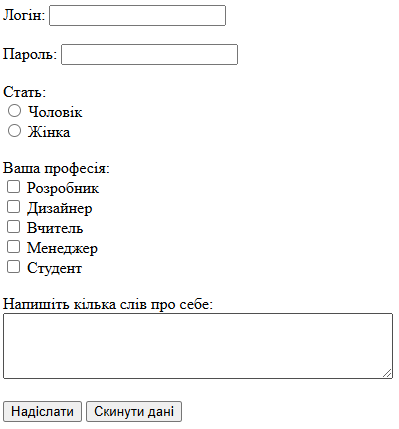 Логін:
Пароль:
Стать:
Чоловік
Жінка
Ваша професія:
Розробник
Дизайнер
Вчитель
Менеджер
Студент
Напишіть кілька слів про себе:
Надіслати Скинути дані